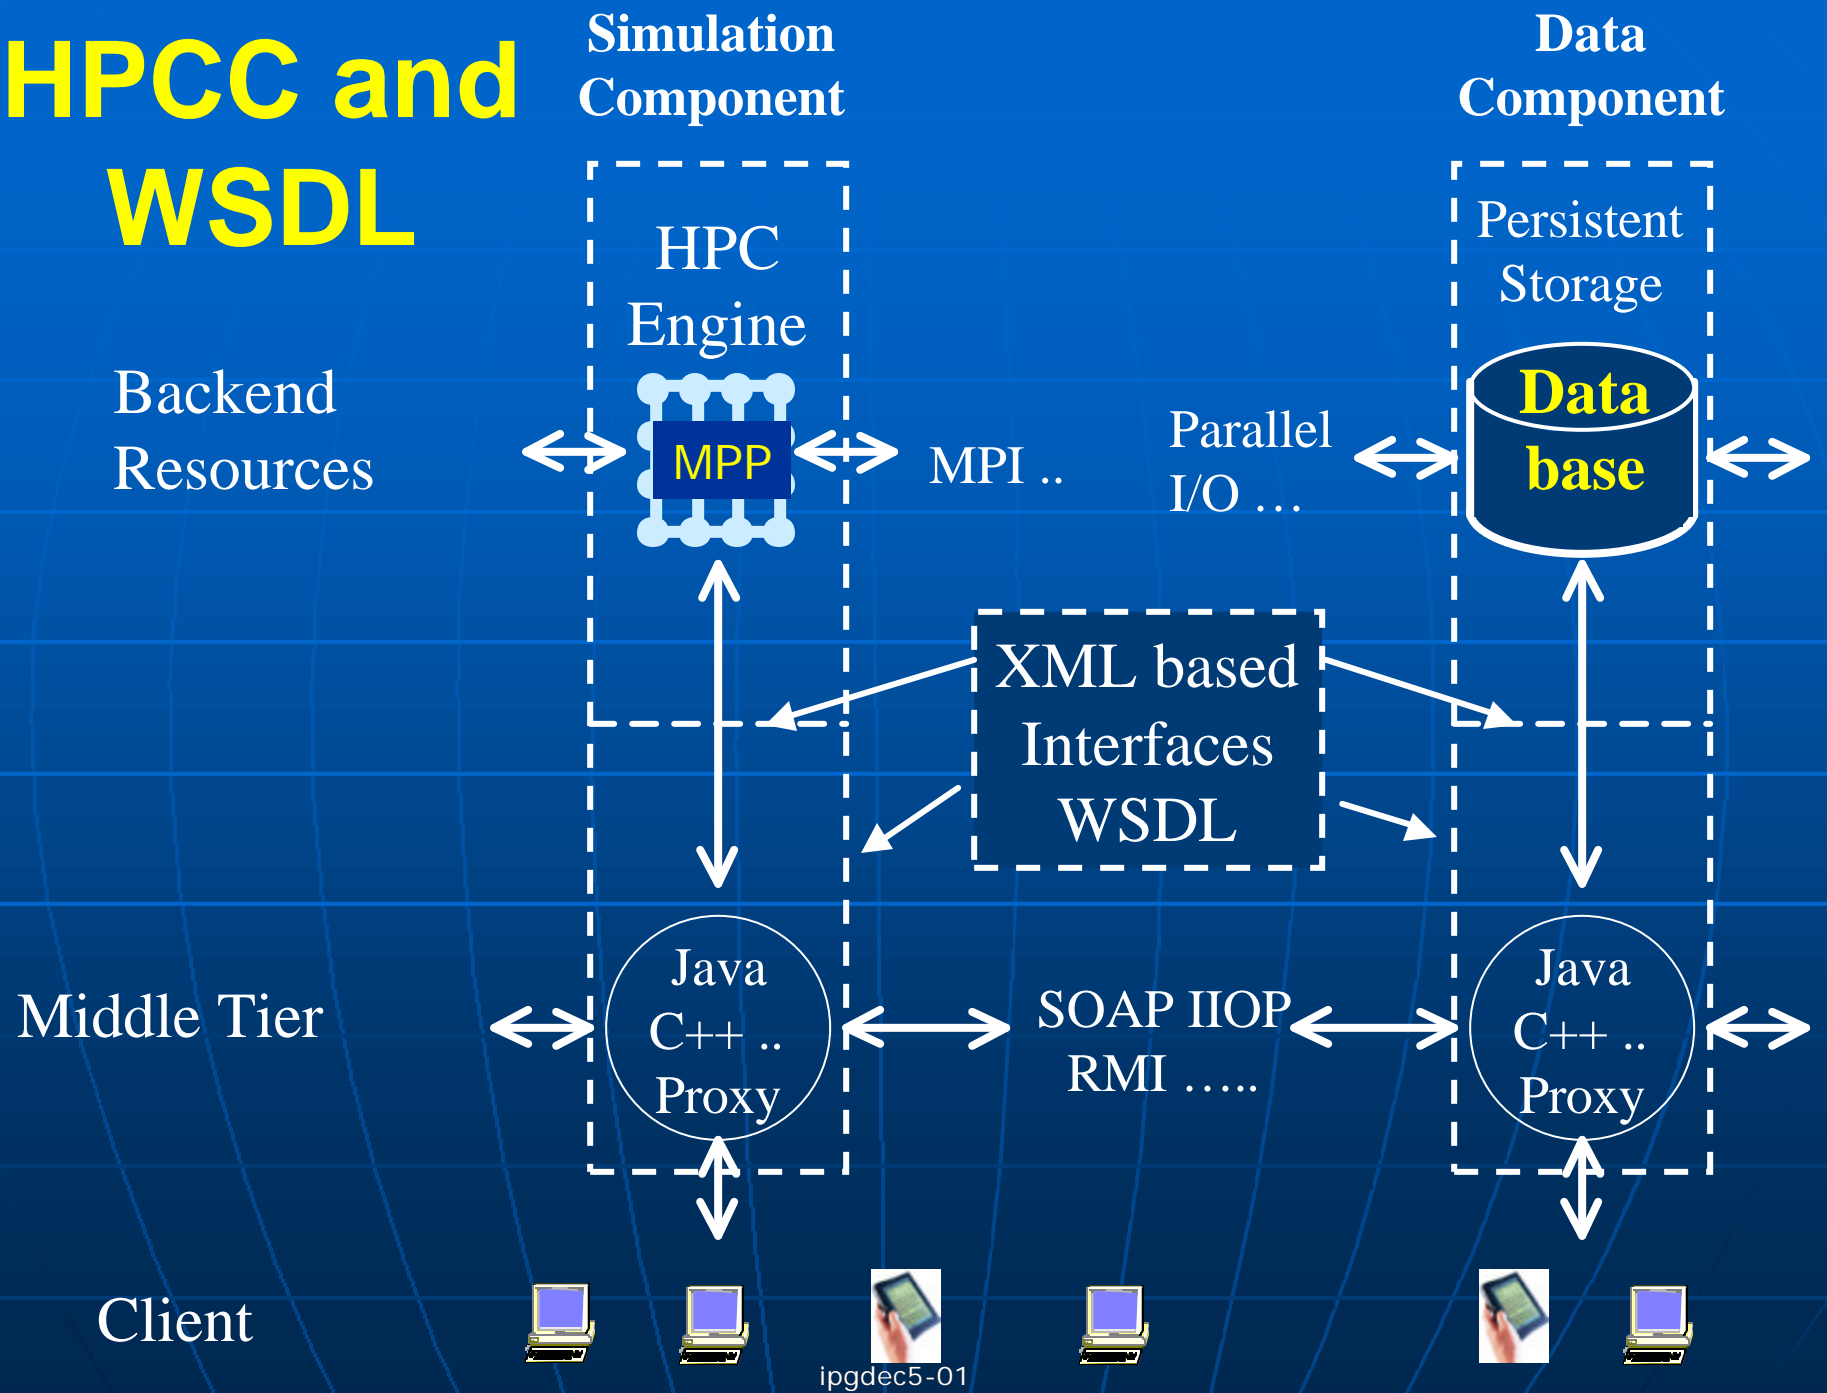 HPCC and
WSDL
Simulation
Component
Data
Component
HPC
Engine
Persistent
Storage
Backend
Resources
MPP
MPI ..
Parallel
I/O …
Data
base
XML based
Interfaces
WSDL
Middle Tier
Java
C++ ..
Proxy
SOAP IIOP
RMI …..
Java
C++ ..
Proxy
Client
ipgdec5-01